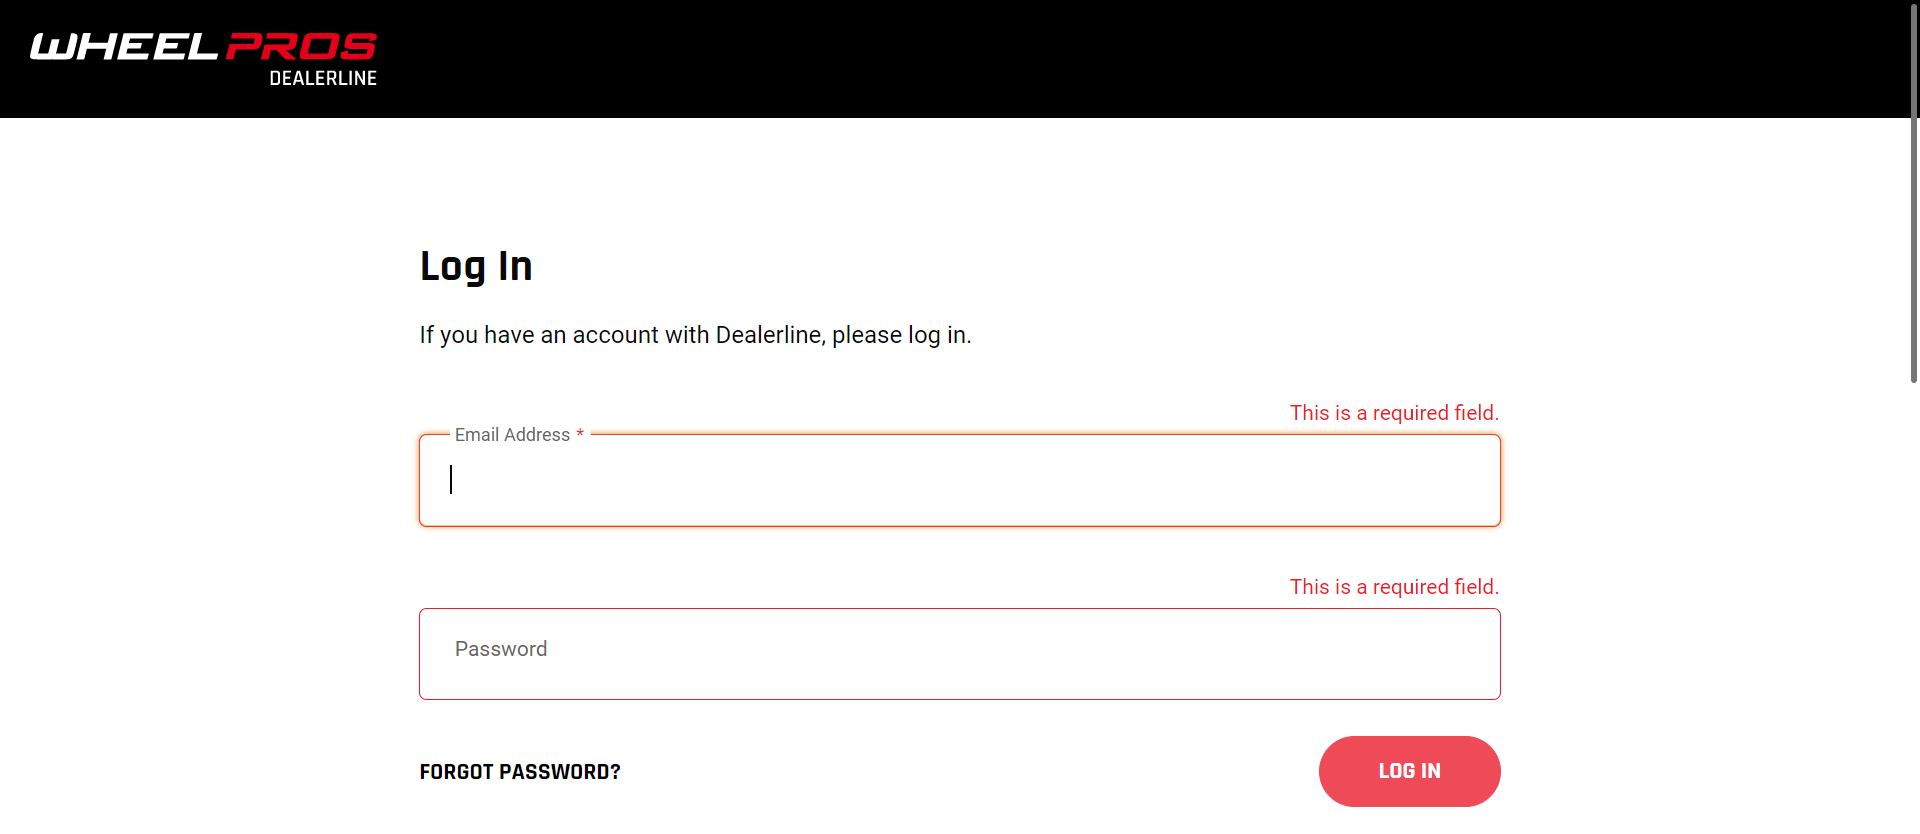 WHEEL PROS
DEALERLINE
Log In
If you have an account with Dealerline, please log in.
This is a required field.
Email Address *
This is a required field.
Password
FORGOT PASSWORD?
LOG IN